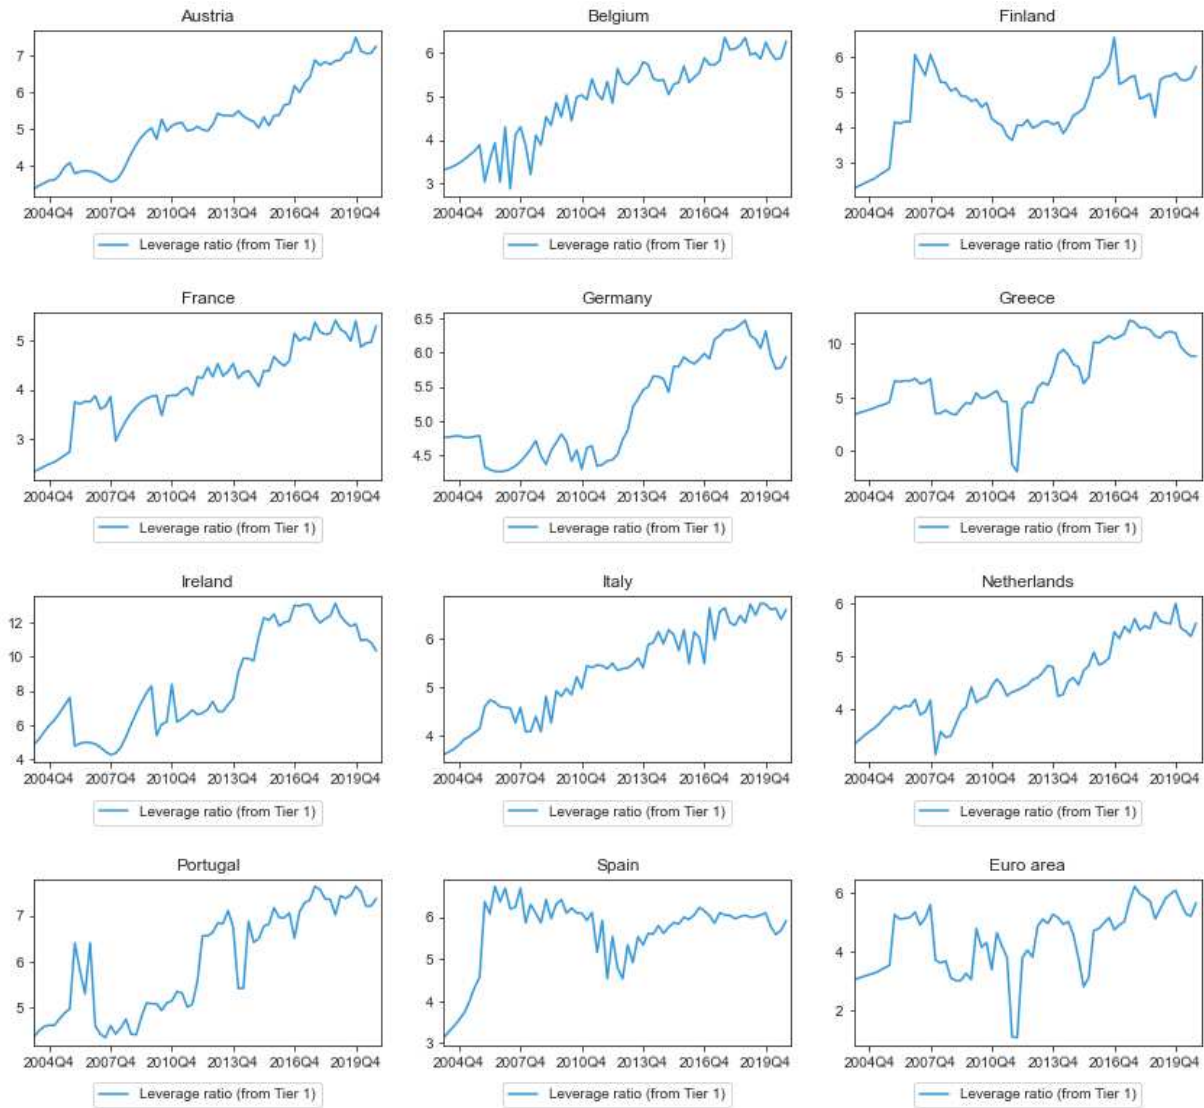 Austria
7
6
5
4
2004Q4 2007Q4 2010Q4 2013Q4 2016Q4 2019Q4
Leverage ratio (from Tier 1)
Belgium
6
5
4
3
2004Q4 2007Q4 2010Q4 2013Q4 2016Q4 2019Q4
Leverage ratio (from Tier 1)
Finland
6
5
4
3
2004Q4 2007Q4 2010Q4 2013Q4 2016Q4 2019Q4
Leverage ratio (from Tier 1)
France
5
4
3
2004Q4 2007Q4 2010Q4 2013Q4 2016Q4 2019Q4
Leverage ratio (from Tier 1)
Germany
6.5
6.0
5.5
5.0
4.5
2004Q4 2007Q4 2010Q4 2013Q4 2016Q4 2019Q4
Leverage ratio (from Tier 1)
Greece
10
5
0
2004Q4 2007Q4 2010Q4 2013Q4 2016Q4 2019Q4
Leverage ratio (from Tier 1)
Ireland
12
10
8
6
4
2004Q4 2007Q4 2010Q4 2013Q4 2016Q4 2019Q4
Leverage ratio (from Tier 1)
Italy
6
5
4
2004Q4 2007Q4 2010Q4 2013Q4 2016Q4 2019Q4
Leverage ratio (from Tier 1)
Netherlands
6
5
4
2004Q4 2007Q4 2010Q4 2013Q4 2016Q4 2019Q4
Leverage ratio (from Tier 1)
Portugal
7
6
5
2004Q4 2007Q4 2010Q4 2013Q4 2016Q4 2019Q4
Leverage ratio (from Tier 1)
Spain
6
5
4
3
2004Q4 2007Q4 2010Q4 2013Q4 2016Q4 2019Q4
Leverage ratio (from Tier 1)
Euro area
6
4
2
2004Q4 2007Q4 2010Q4 2013Q4 2016Q4 2019Q4
Leverage ratio (from Tier 1)